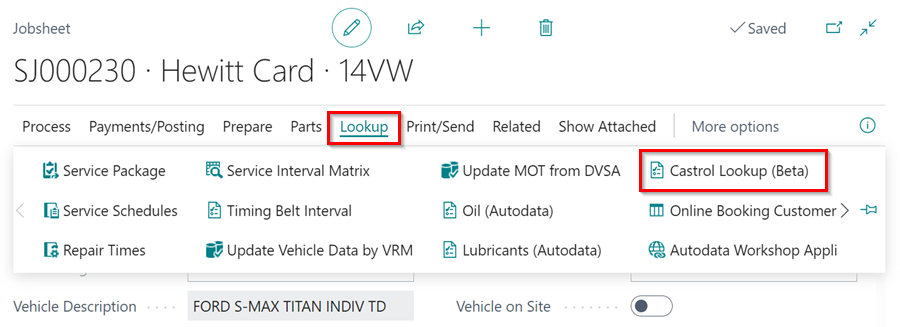 Jobsheet
Saved
SJ000230 · Hewitt Card · 14VW
Process Payments/Posting Prepare Parts Lookup Print/Send Related Show Attached More options
Service Package Service Interval Matrix Update MOT from DVSA Castrol Lookup (Beta)
Service Schedules Timing Belt Interval Oil (Autodata) Online Booking Customer
Repair Times Update Vehicle Data by VRM Lubricants (Autodata) Autodata Workshop Appli
Vehicle Description FORD S-MAX TITAN INDIV TD Vehicle on Site